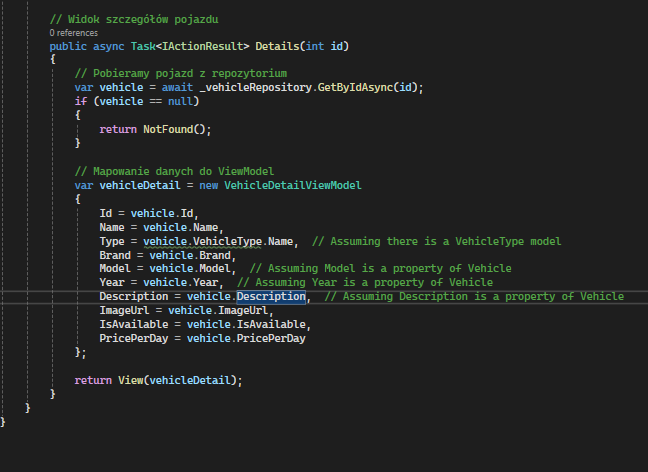 // Widok szczegółów pojazdu
0 references
public async Task<IActionResult> Details(int id)
{
// Pobieramy pojazd z repozytorium
var vehicle = await _vehicleRepository.GetByIdAsync(id);
if (vehicle == null)
{
return NotFound();
}
// Mapowanie danych do ViewModel
var vehicleDetail = new VehicleDetailViewModel
{
Id = vehicle.Id,
Name = vehicle.Name,
Type = vehicle.VehicleType.Name,  // Assuming there is a VehicleType model
Brand = vehicle.Brand,
Model = vehicle.Model,  // Assuming Model is a property of Vehicle
Year = vehicle.Year,  // Assuming Year is a property of Vehicle
Description = vehicle.Description,  // Assuming Description is a property of Vehicle
ImageUrl = vehicle.ImageUrl,
IsAvailable = vehicle.IsAvailable,
PricePerDay = vehicle.PricePerDay
};
return View(vehicleDetail);
}
}
}